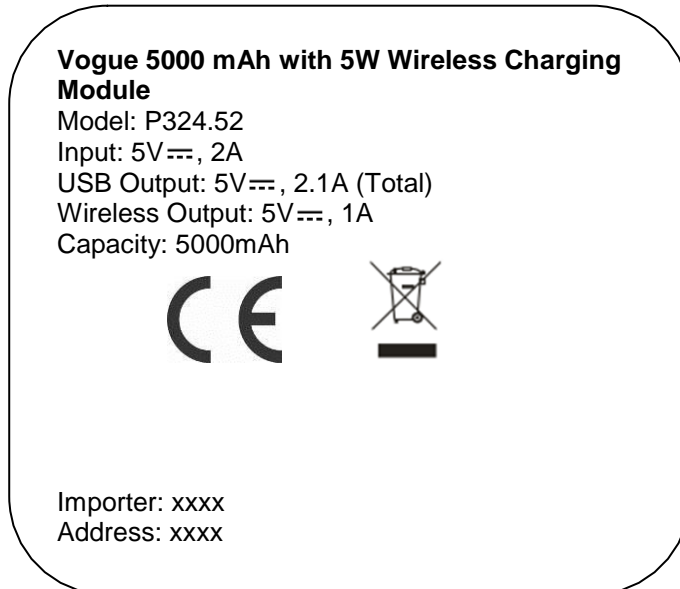 Vogue 5000 mAh with 5W Wireless Charging
Module
Model: P324.52
Input: 5V⎓, 2A
USB Output: 5V⎓, 2.1A (Total)
Wireless Output: 5V⎓, 1A
Capacity: 5000mAh
CE
Importer: xxxx
Address: xxxx